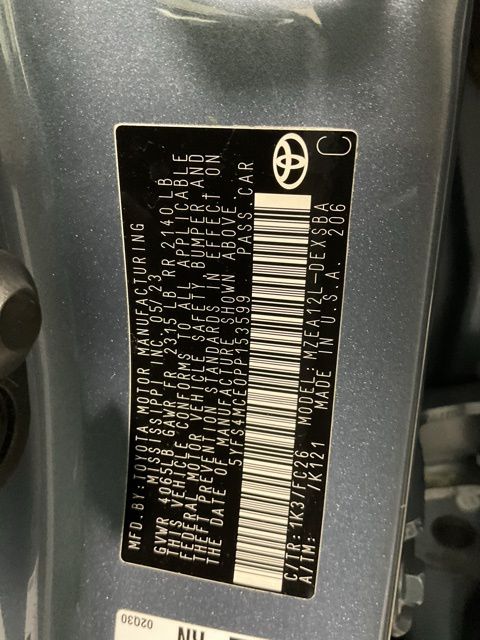 MFD.BY:TOYOTA MOTOR MANUFACTURING
MISSISSIPPI, INC. 05/23
GVWR 4065LB GAWR FR 2315LB RR 2140LB
THIS VEHICLE CONFORMS TO ALL APPLICABLE
FEDERAL MOTOR VEHICLE SAFETY, BUMPER AND
THEFT PREVENTION STANDARDS IN EFFECT ON
THE DATE OF MANUFACTURE SHOWN ABOVE.
5YFS4MCE0PP153599 PASS.CAR
C/TR: 1K3/FC26 MODEL: MZEA12L-DEXSBA
A/TM: /K121 MADE IN U.S.A. 206 C
02Q30